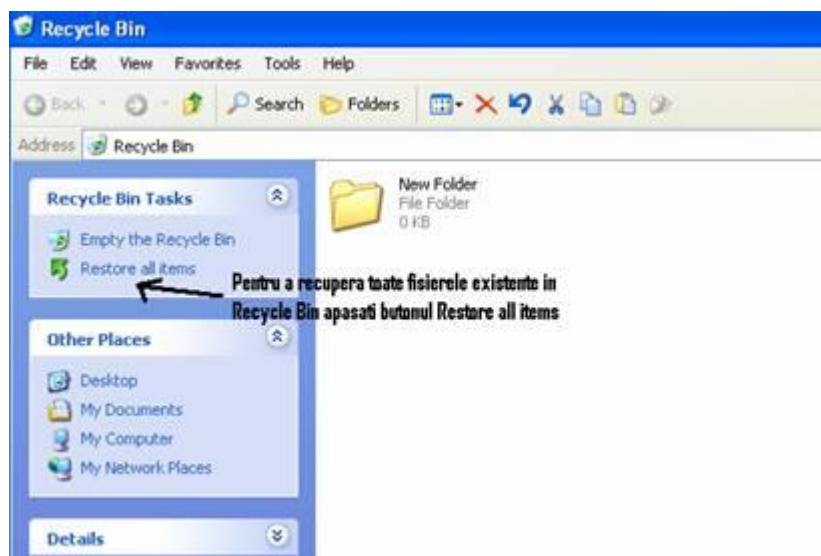 Recycle Bin
File Edit View Favorites Tools Help
Back Search Folders
Address Recycle Bin
Recycle Bin Tasks
Empty the Recycle Bin
Restore all items
New Folder
File Folder
0 KB
Pentru a recupera toate fisierele existente in
Recycle Bin apasati butonul Restore all items
Other Places
Desktop
My Documents
My Computer
My Network Places
Details